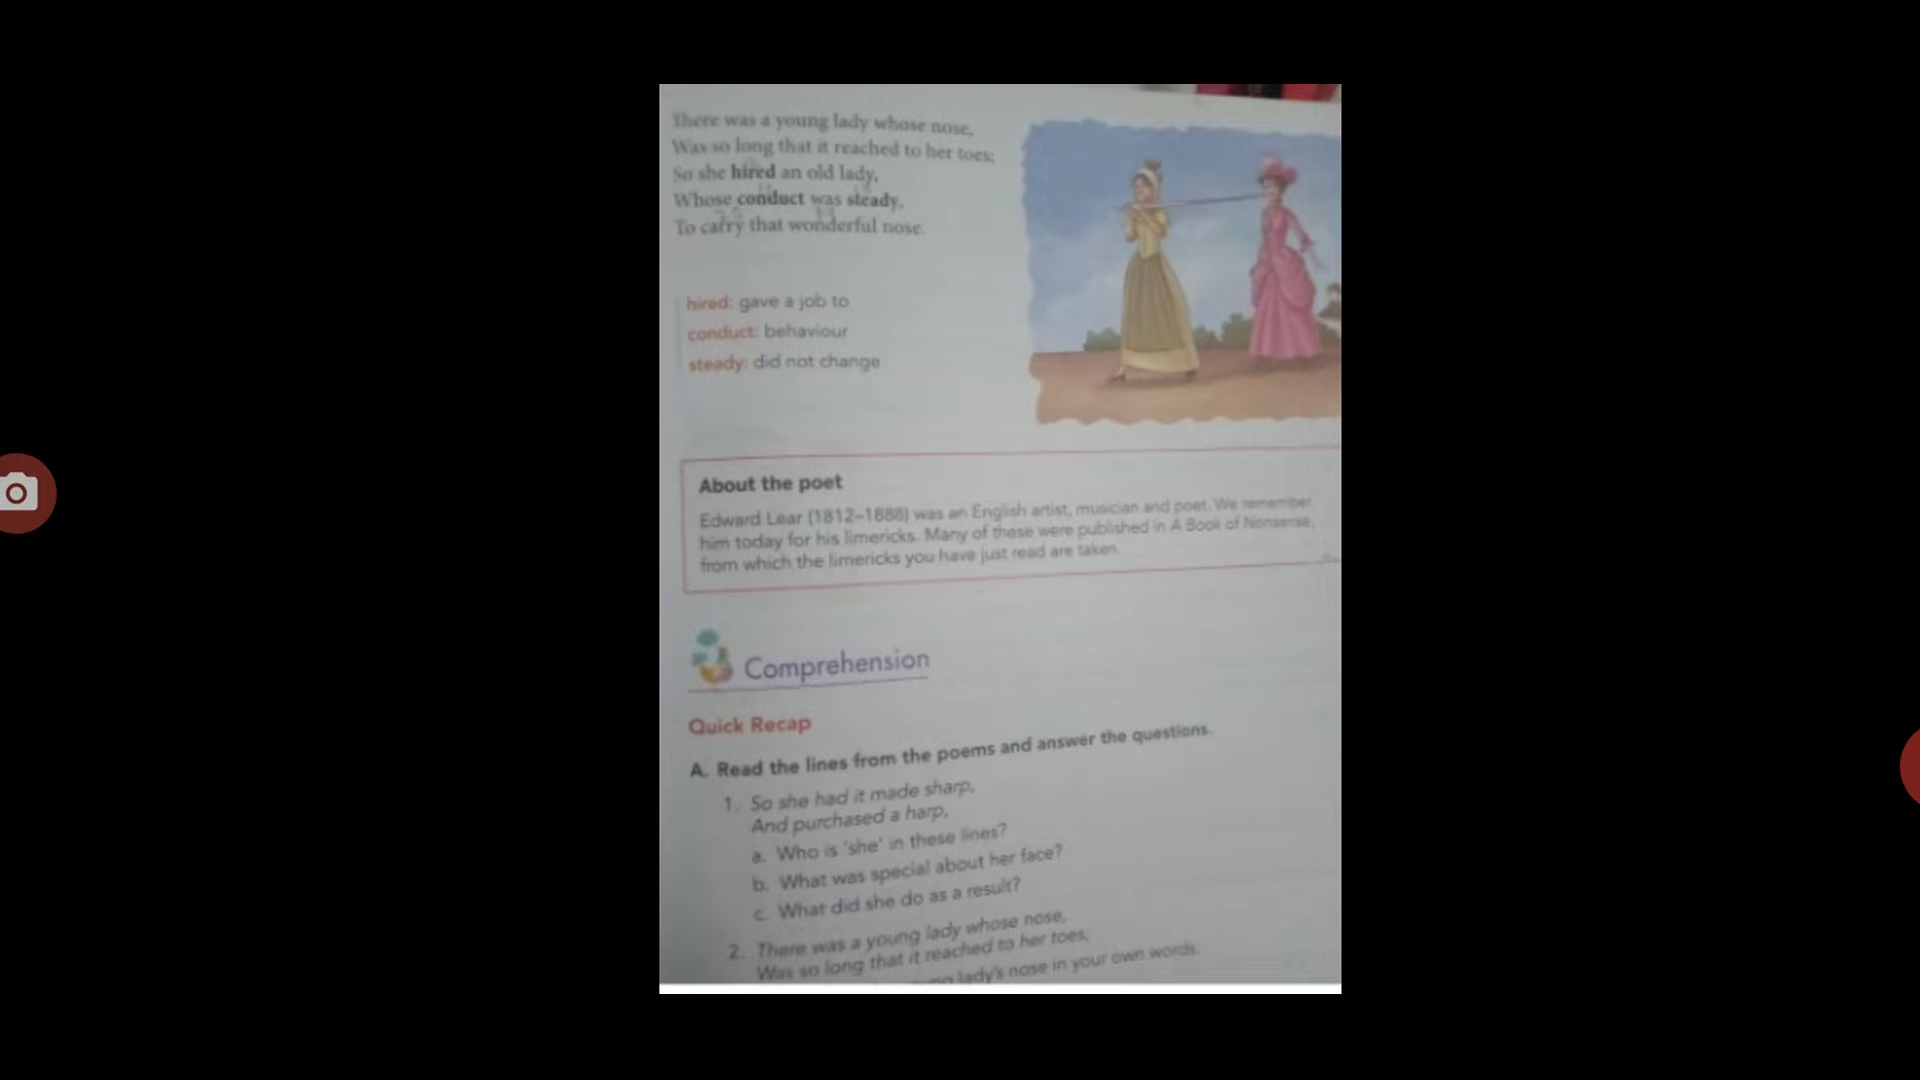 There was a young lady whose nose,
Was so long that it reached to her toes;
So she hired an old lady,
Whose conduct was steady,
To carry that wonderful nose.
hired: gave a job to
conduct: behaviour
steady: did not change
About the poet
Edward Lear (1812–1888) was an English artist, musician and poet. We remember
him today for his limericks. Many of these were published in A Book of Nonsense,
from which the limericks you have just read are taken.
Comprehension
Quick Recap
A. Read the lines from the poems and answer the questions.
1. So she had it made sharp,
And purchased a harp,
a. Who is 'she' in these lines?
b. What was special about her face?
c. What did she do as a result?
2. There was a young lady whose nose,
Was so long that it reached to her toes;
lady's nose in your own words.